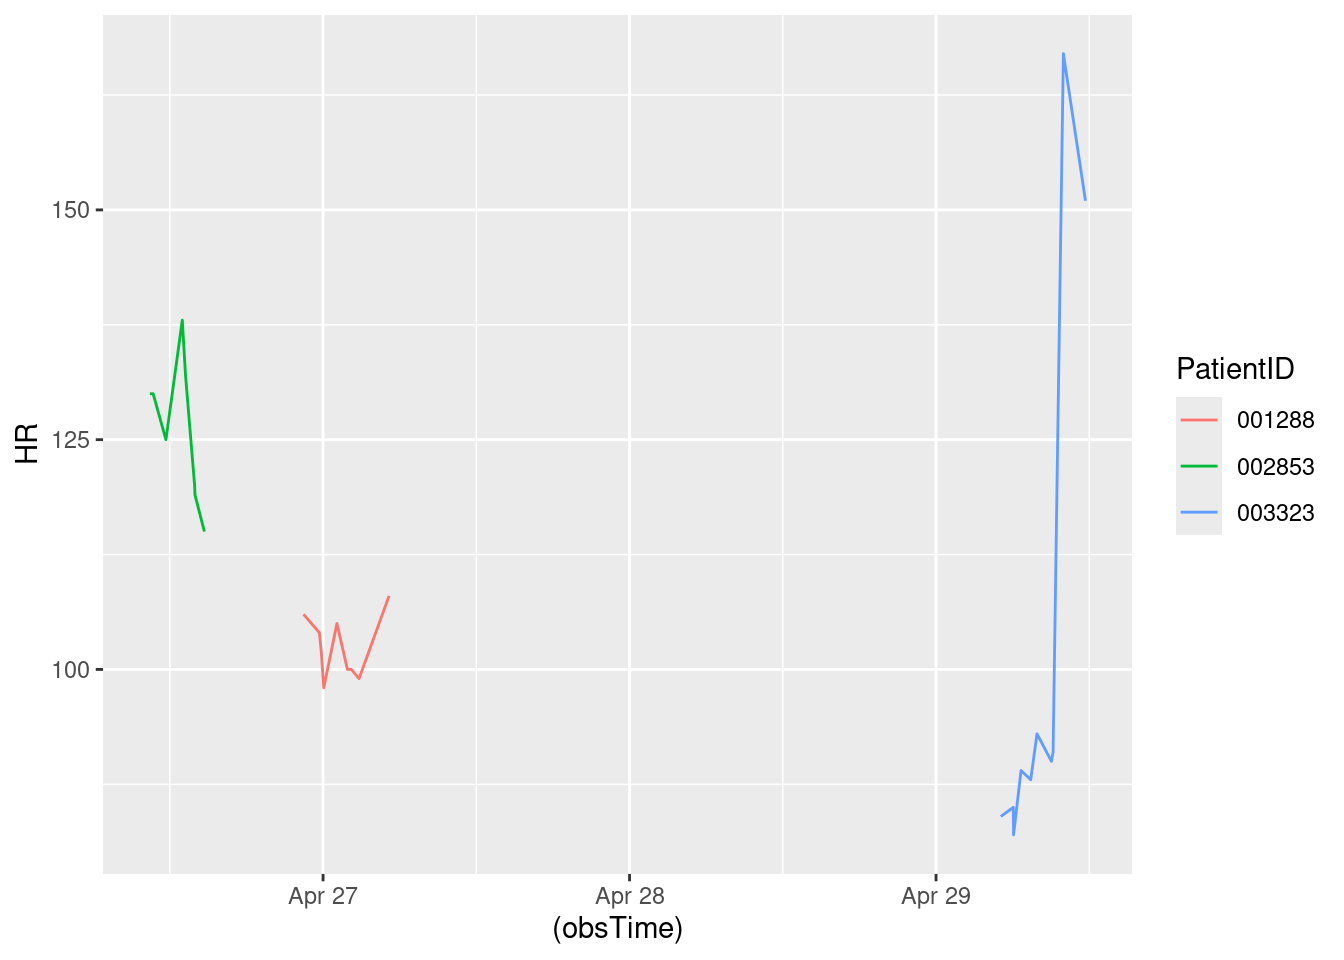 150
125
100
HR
Apr 27
Apr 28
Apr 29
(obsTime)
PatientID
001288
002853
003323